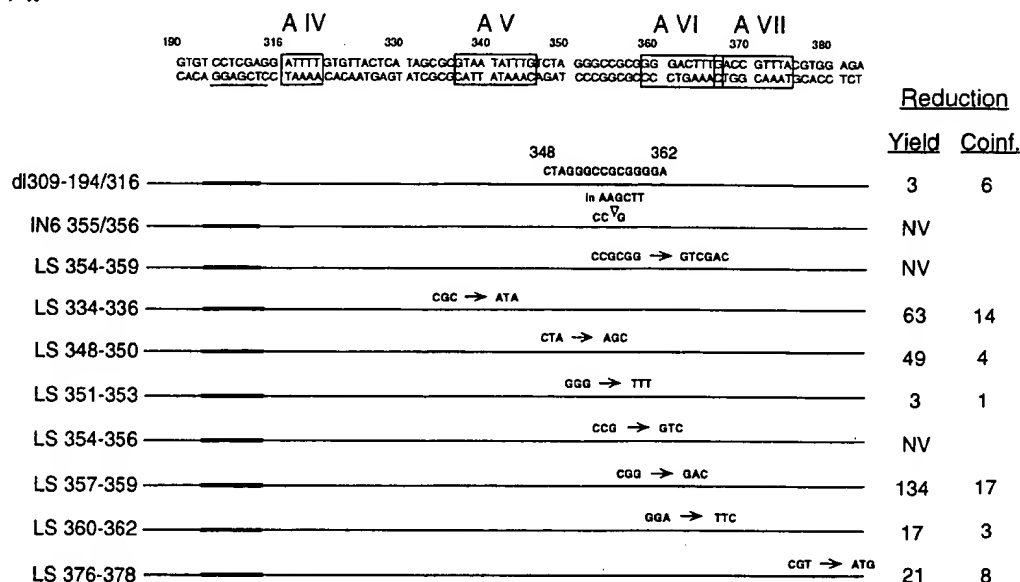 A IV A V A VI A VII
190 316 330 340 360 370 380
GTGT CCTCGAGG ATTTT GTGTTACTCA TAGCGCGTAA TATTTGTCTA GGGCCGCGGG GACTTTGACC GTTTACGTGG AGA
CACA GGAGCTCC TAAAA CACAATGAGT ATCGCGCATT ATAAACAGAT CCCGGCGCCC CTGAAACTGG CAAATGCACC TCT
Reduction
Yield Coinf.
348 362
CTAGGGCCGCGGGGA
dl309-194/316 3 6
in AAGCTT
IN6 355/356 CC▽G NV
LS 354-359 CCGCGG → GTCGAC NV
LS 334-336 CGC → ATA 63 14
LS 348-350 CTA → AGC 49 4
LS 351-353 GGG → TTT 3 1
LS 354-356 CCG → GTC NV
LS 357-359 CGG → GAC 134 17
LS 360-362 GGA → TTC 17 3
LS 376-378 CGT → ATG 21 8